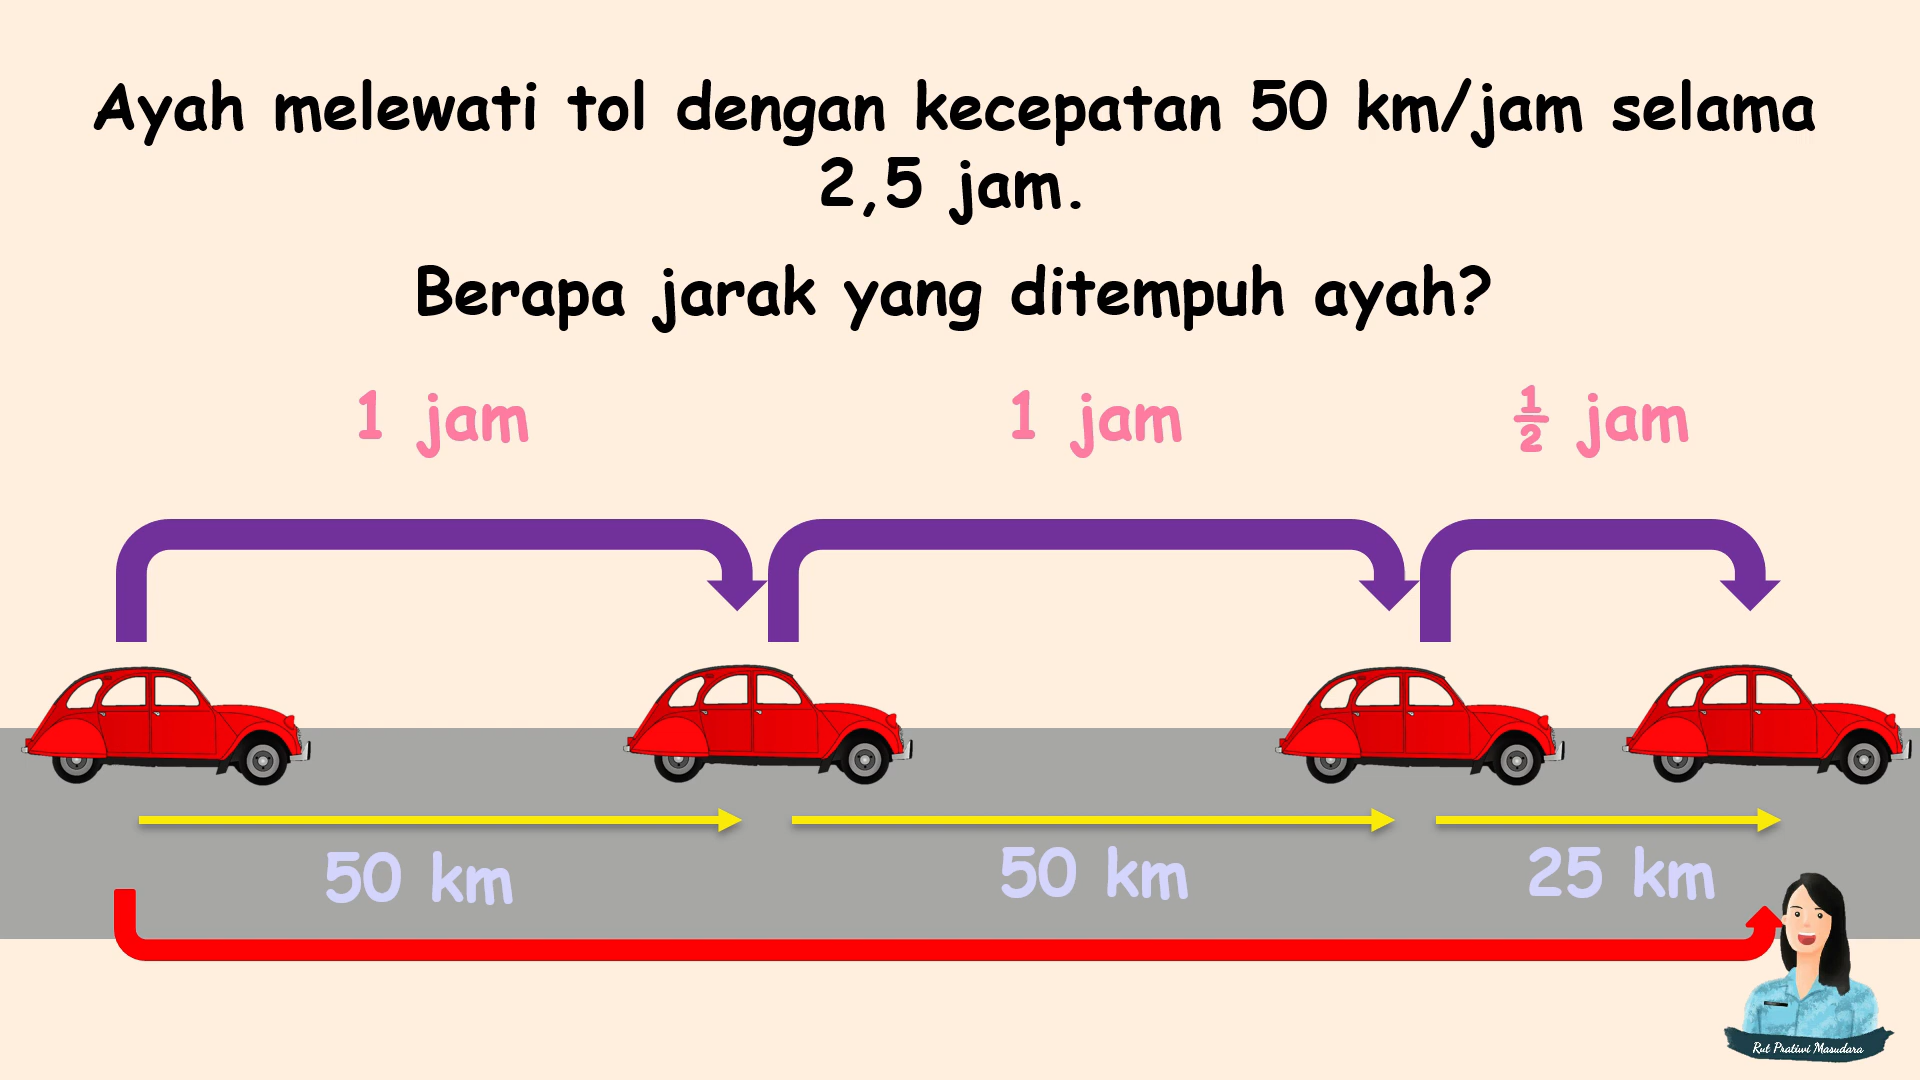 Ayah melewati tol dengan kecepatan 50 km/jam selama
2,5 jam.
Berapa jarak yang ditempuh ayah?
1 jam 1 jam ½ jam
50 km 50 km 25 km
Rut Pratiwi Masudara